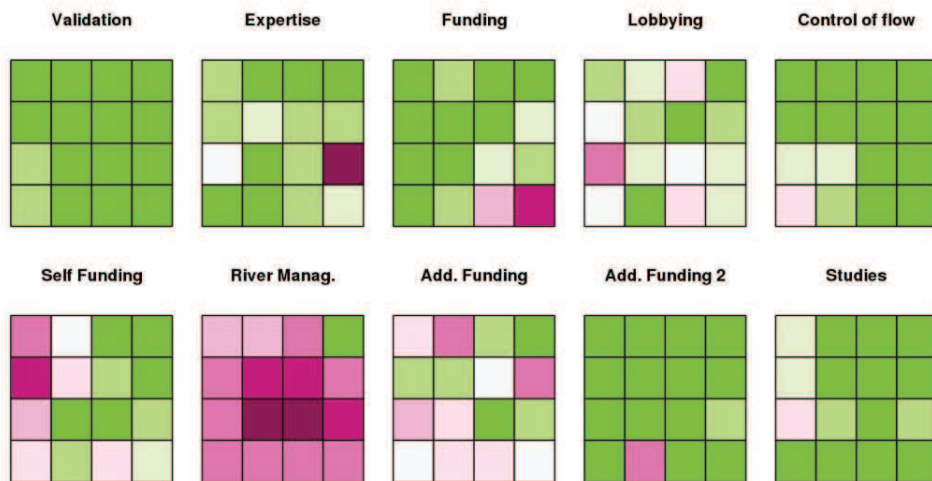 Validation
Expertise
Funding
Lobbying
Control of flow
Self Funding
River Manag.
Add. Funding
Add. Funding 2
Studies